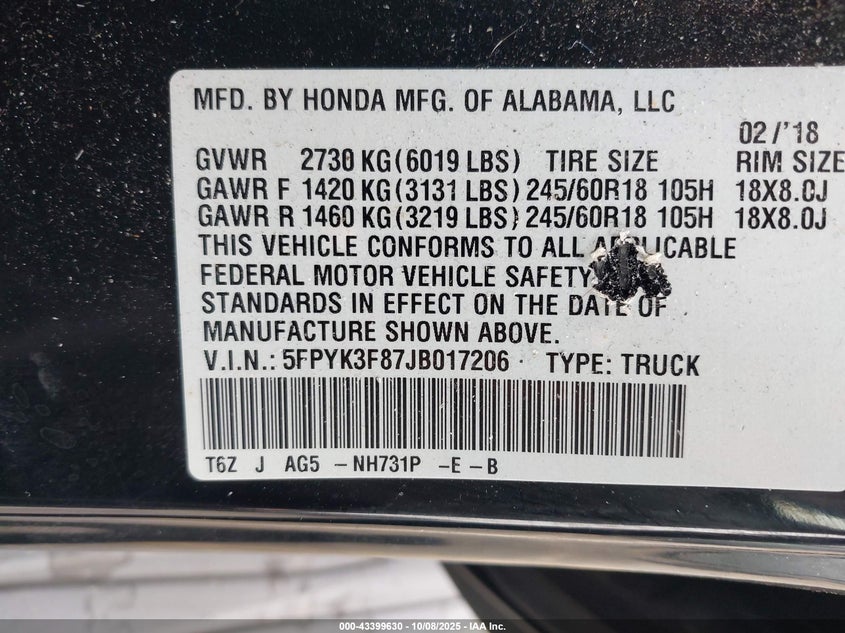 MFD. BY HONDA MFG. OF ALABAMA, LLC
02/'18
GVWR 2730 KG(6019 LBS) TIRE SIZE RIM SIZE
GAWR F 1420 KG(3131 LBS) 245/60R18 105H 18X8.0J
GAWR R 1460 KG(3219 LBS) 245/60R18 105H 18X8.0J
THIS VEHICLE CONFORMS TO ALL APPLICABLE
FEDERAL MOTOR VEHICLE SAFETY
STANDARDS IN EFFECT ON THE DATE OF
MANUFACTURE SHOWN ABOVE.
V.I.N.: 5FPYK3F87JB017206 TYPE: TRUCK
T6Z J AG5 -NH731P -E -B
000-43399630 - 10/08/2025 - IAA Inc.